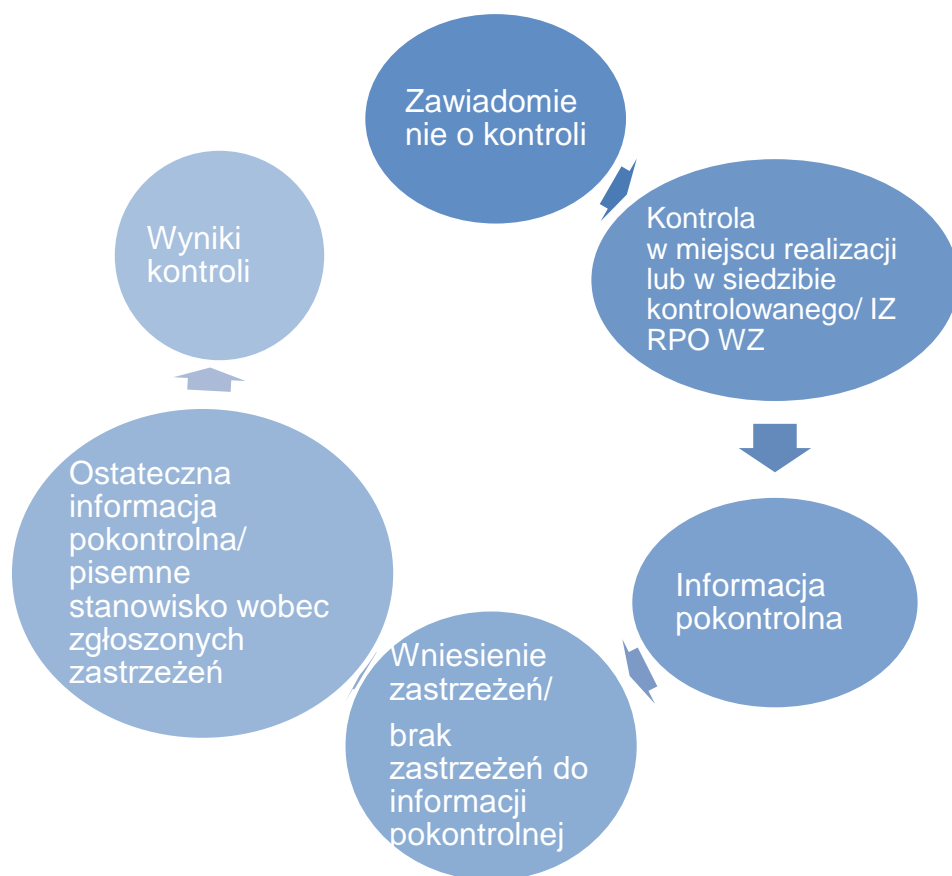 Zawiadomie
nie o kontroli
Kontrola
w miejscu realizacji
lub w siedzibie
kontrolowanego/ IZ
RPO WZ
Informacja
pokontrolna
Wniesienie
zastrzeżeń/
brak
zastrzeżeń do
informacji
pokontrolnej
Ostateczna
informacja
pokontrolna/
pisemne
stanowisko wobec
zgłoszonych
zastrzeżeń
Wyniki
kontroli